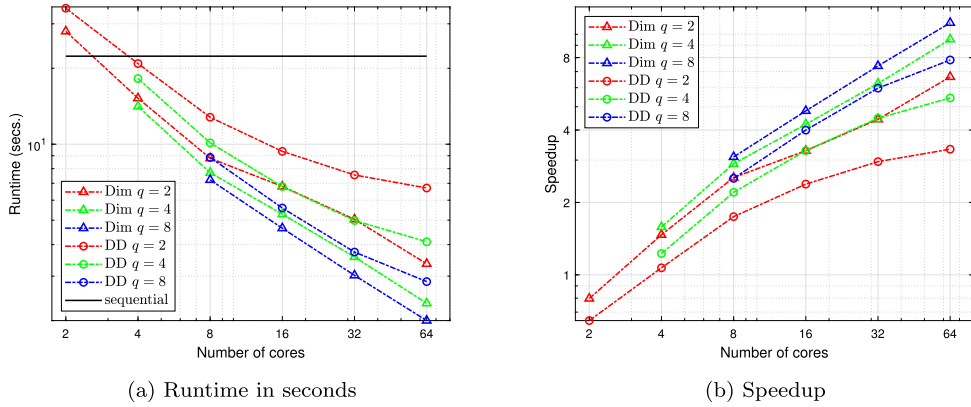 Runtime (secs.)
10^1
Dim q = 2
Dim q = 4
Dim q = 8
DD q = 2
DD q = 4
DD q = 8
sequential
2 4 8 16 32 64
Number of cores
(a) Runtime in seconds
Speedup
8
4
2
1
Dim q = 2
Dim q = 4
Dim q = 8
DD q = 2
DD q = 4
DD q = 8
2 4 8 16 32 64
Number of cores
(b) Speedup